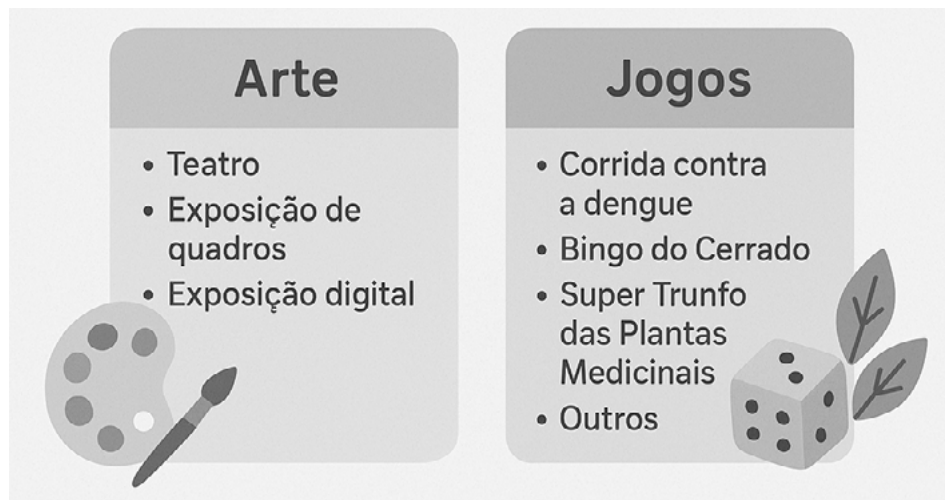 Arte
• Teatro
• Exposição de
quadros
• Exposição digital
Jogos
• Corrida contra
a dengue
• Bingo do Cerrado
• Super Trunfo
das Plantas
Medicinais
• Outros